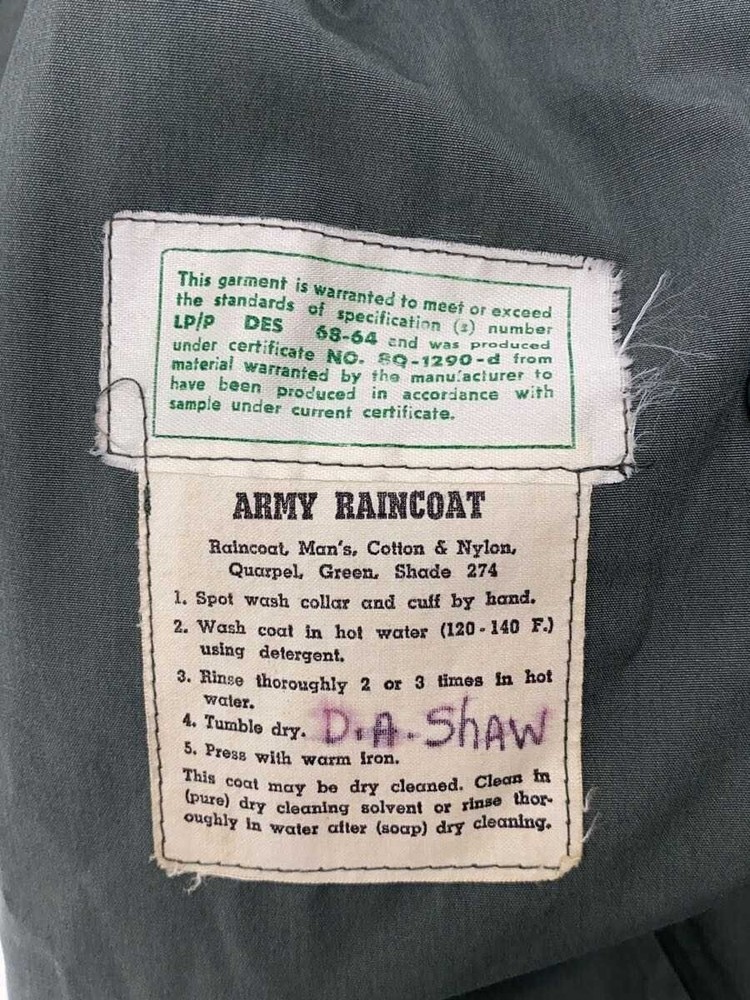 This garment is warranted to meet or exceed
the standards of specification (s) number
LP/P DES 68-64 and was produced
under certificate NO. SQ-1290-d from
material warranted by the manufacturer to
have been produced in accordance with
sample under current certificate.
ARMY RAINCOAT
Raincoat, Man's, Cotton & Nylon,
Quarpel, Green, Shade 274
1. Spot wash collar and cuff by hand.
2. Wash coat in hot water (120-140 F.)
using detergent.
3. Rinse thoroughly 2 or 3 times in hot
water.
4. Tumble dry. D.A. ShAW
5. Press with warm iron.
This coat may be dry cleaned. Clean in
(pure) dry cleaning solvent or rinse thor-
oughly in water after (soap) dry cleaning.